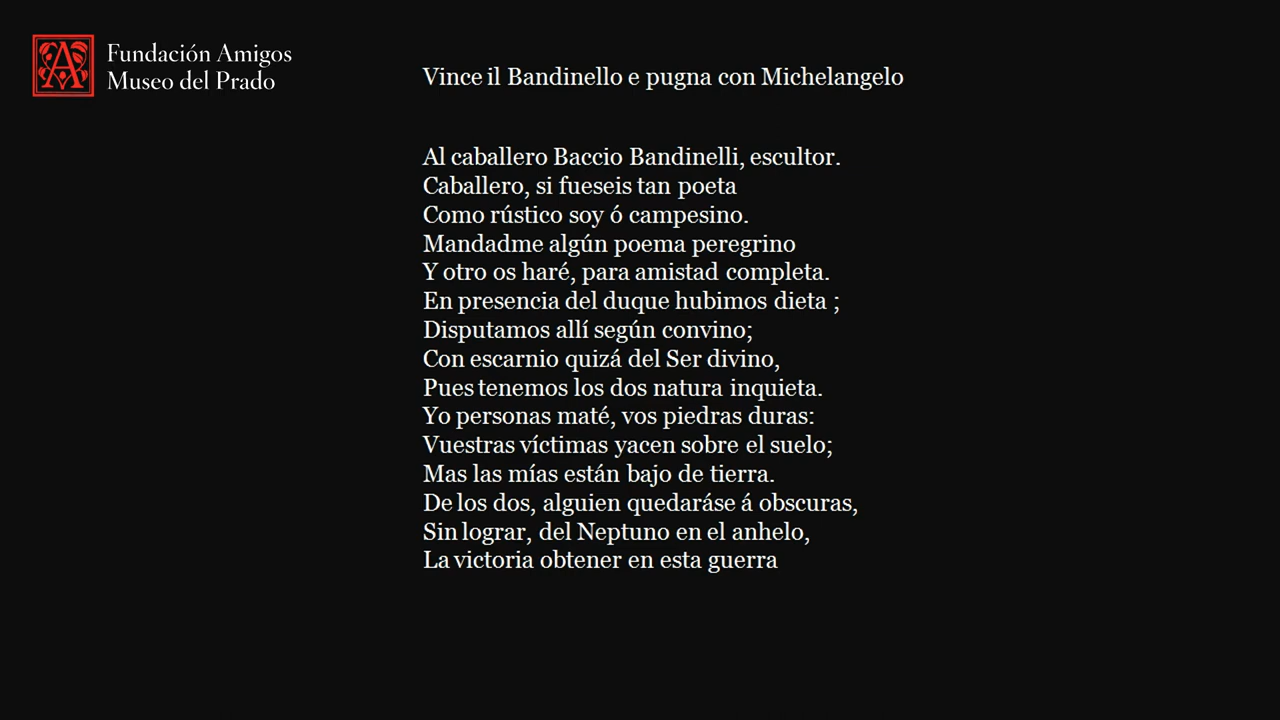 Fundación Amigos
Museo del Prado
Vince il Bandinello e pugna con Michelangelo
Al caballero Baccio Bandinelli, escultor.
Caballero, si fueseis tan poeta
Como rústico soy ó campesino.
Mandadme algún poema peregrino
Y otro os haré, para amistad completa.
En presencia del duque hubimos dieta ;
Disputamos allí según convino;
Con escarnio quizá del Ser divino,
Pues tenemos los dos natura inquieta.
Yo personas maté, vos piedras duras:
Vuestras víctimas yacen sobre el suelo;
Mas las mías están bajo de tierra.
De los dos, alguien quedaráse á obscuras,
Sin lograr, del Neptuno en el anhelo,
La victoria obtener en esta guerra